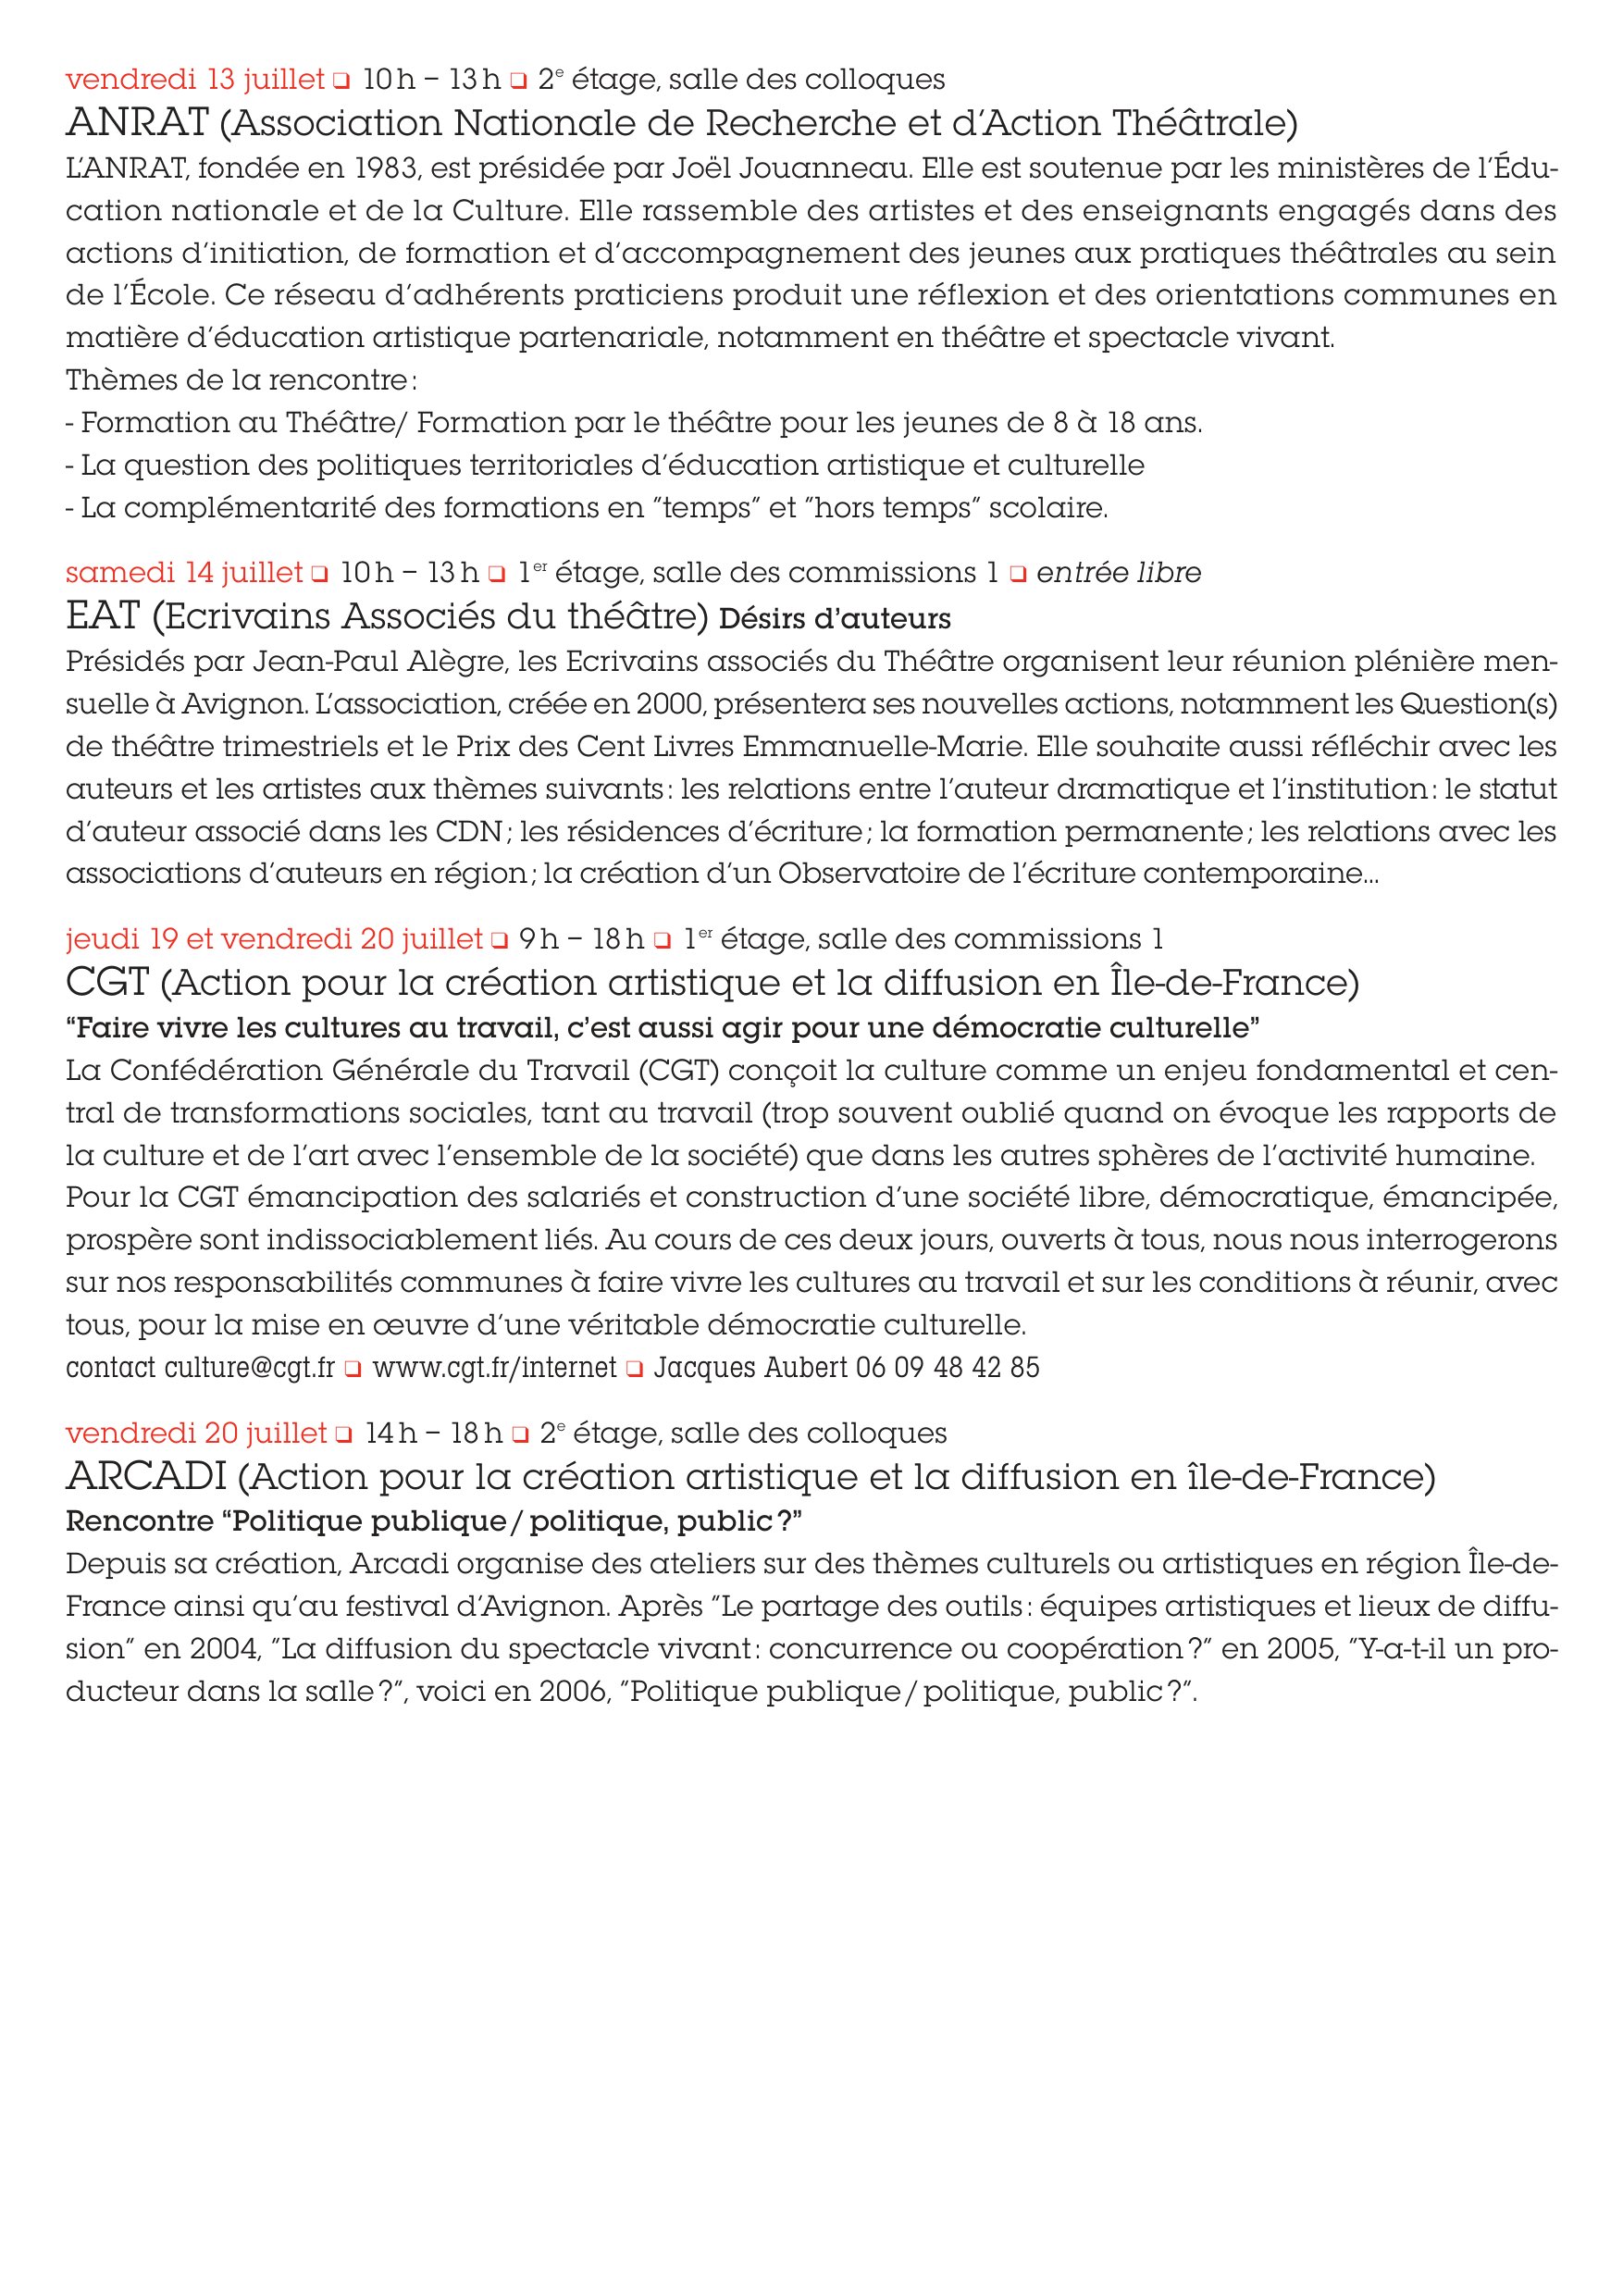 vendredi 13 juillet ❏ 10 h – 13 h ❏ 2e étage, salle des colloques
ANRAT (Association Nationale de Recherche et d’Action Théâtrale)
L’ANRAT, fondée en 1983, est présidée par Joël Jouanneau. Elle est soutenue par les ministères de l’Édu-
cation nationale et de la Culture. Elle rassemble des artistes et des enseignants engagés dans des
actions d’initiation, de formation et d’accompagnement des jeunes aux pratiques théâtrales au sein
de l’École. Ce réseau d’adhérents praticiens produit une réflexion et des orientations communes en
matière d’éducation artistique partenariale, notamment en théâtre et spectacle vivant.
Thèmes de la rencontre :
- Formation au Théâtre/ Formation par le théâtre pour les jeunes de 8 à 18 ans.
- La question des politiques territoriales d’éducation artistique et culturelle
- La complémentarité des formations en ”temps” et ”hors temps” scolaire.
samedi 14 juillet ❏ 10 h – 13 h ❏ 1er étage, salle des commissions 1 ❏ entrée libre
EAT (Ecrivains Associés du théâtre) Désirs d’auteurs
Présidés par Jean-Paul Alègre, les Ecrivains associés du Théâtre organisent leur réunion plénière men-
suelle à Avignon. L’association, créée en 2000, présentera ses nouvelles actions, notamment les Question(s)
de théâtre trimestriels et le Prix des Cent Livres Emmanuelle-Marie. Elle souhaite aussi réfléchir avec les
auteurs et les artistes aux thèmes suivants : les relations entre l’auteur dramatique et l’institution : le statut
d’auteur associé dans les CDN ; les résidences d’écriture ; la formation permanente ; les relations avec les
associations d’auteurs en région ; la création d’un Observatoire de l’écriture contemporaine...
jeudi 19 et vendredi 20 juillet ❏ 9 h – 18 h ❏ 1er étage, salle des commissions 1
CGT (Action pour la création artistique et la diffusion en Île-de-France)
“Faire vivre les cultures au travail, c’est aussi agir pour une démocratie culturelle”
La Confédération Générale du Travail (CGT) conçoit la culture comme un enjeu fondamental et cen-
tral de transformations sociales, tant au travail (trop souvent oublié quand on évoque les rapports de
la culture et de l’art avec l’ensemble de la société) que dans les autres sphères de l’activité humaine.
Pour la CGT émancipation des salariés et construction d’une société libre, démocratique, émancipée,
prospère sont indissociablement liés. Au cours de ces deux jours, ouverts à tous, nous nous interrogerons
sur nos responsabilités communes à faire vivre les cultures au travail et sur les conditions à réunir, avec
tous, pour la mise en œuvre d’une véritable démocratie culturelle.
contact culture@cgt.fr ❏ www.cgt.fr/internet ❏ Jacques Aubert 06 09 48 42 85
vendredi 20 juillet ❏ 14 h – 18 h ❏ 2e étage, salle des colloques
ARCADI (Action pour la création artistique et la diffusion en île-de-France)
Rencontre “Politique publique / politique, public ?”
Depuis sa création, Arcadi organise des ateliers sur des thèmes culturels ou artistiques en région Île-de-
France ainsi qu’au festival d’Avignon. Après ”Le partage des outils : équipes artistiques et lieux de diffu-
sion” en 2004, ”La diffusion du spectacle vivant : concurrence ou coopération ?” en 2005, ”Y-a-t-il un pro-
ducteur dans la salle ?”, voici en 2006, ”Politique publique / politique, public ?”.